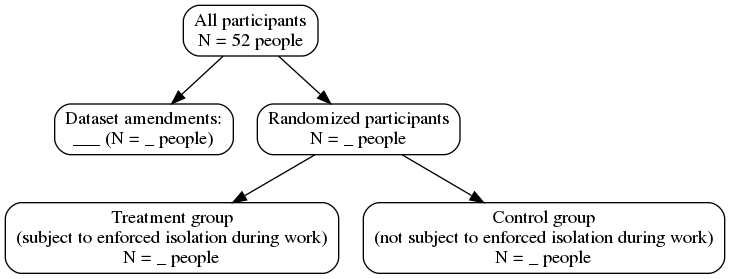 All participants
N = 52 people
Dataset amendments:
___ (N = _ people)
Randomized participants
N = _ people
Treatment group
(subject to enforced isolation during work)
N = _ people
Control group
(not subject to enforced isolation during work)
N = _ people